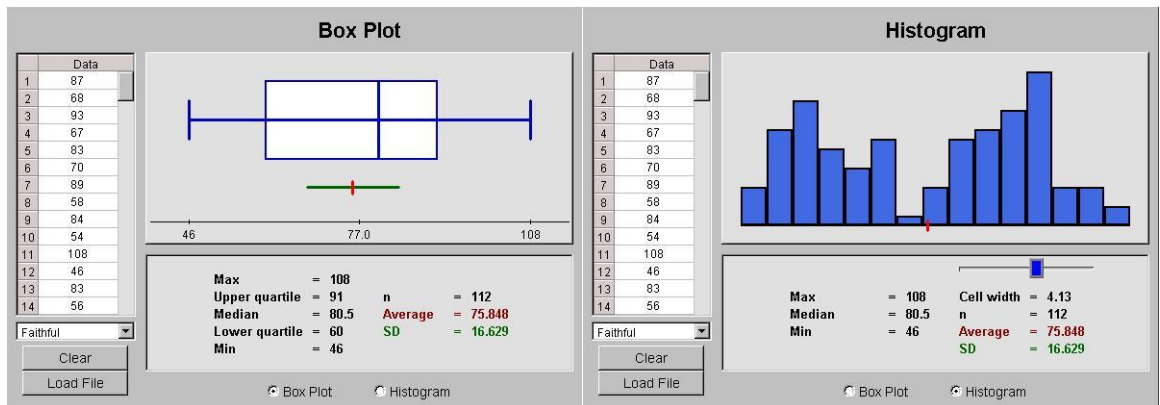 Box Plot
Data
1 87
2 68
3 93
4 67
5 83
6 70
7 89
8 58
9 84
10 54
11 108
12 46
13 83
14 56
Faithful
Clear
Load File
46 77.0 108
Max = 108
Upper quartile = 91 n = 112
Median = 80.5 Average = 75.848
Lower quartile = 60 SD = 16.629
Min = 46
Box Plot Histogram
Histogram
Data
1 87
2 68
3 93
4 67
5 83
6 70
7 89
8 58
9 84
10 54
11 108
12 46
13 83
14 56
Faithful
Clear
Load File
Max = 108 Cell width = 4.13
Median = 80.5 n = 112
Min = 46 Average = 75.848
SD = 16.629
Box Plot Histogram